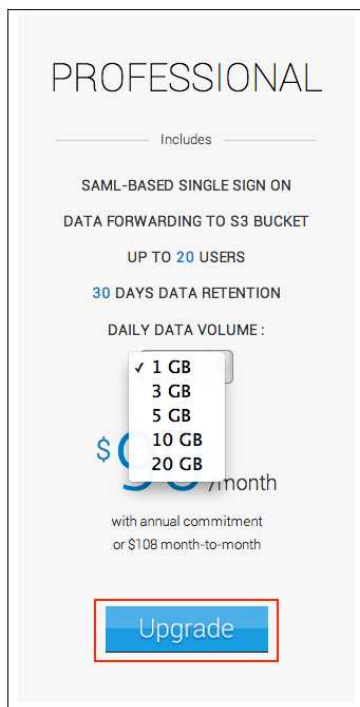 PROFESSIONAL
Includes
SAML-BASED SINGLE SIGN ON
DATA FORWARDING TO S3 BUCKET
UP TO 20 USERS
30 DAYS DATA RETENTION
DAILY DATA VOLUME :
✓ 1 GB
3 GB
5 GB
10 GB
20 GB
$
/month
with annual commitment
or $108 month-to-month
Upgrade